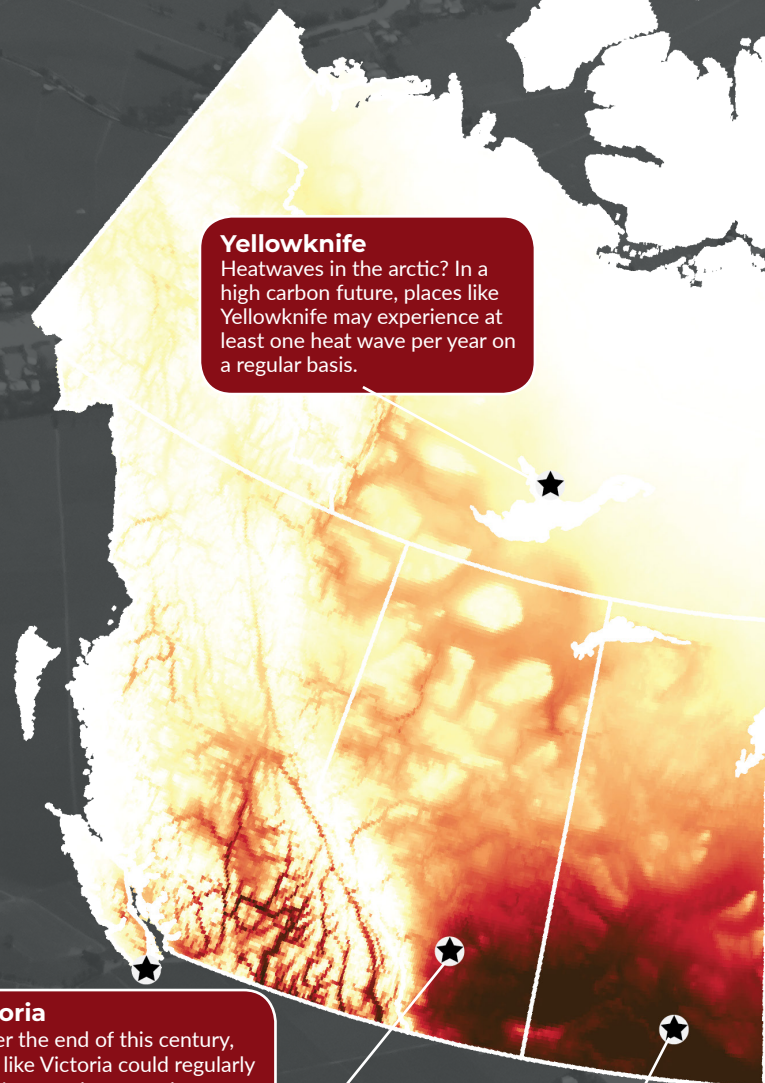 Yellowknife
Heatwaves in the arctic? In a
high carbon future, places like
Yellowknife may experience at
least one heat wave per year on
a regular basis.
oria
er the end of this century,
like Victoria could regularly